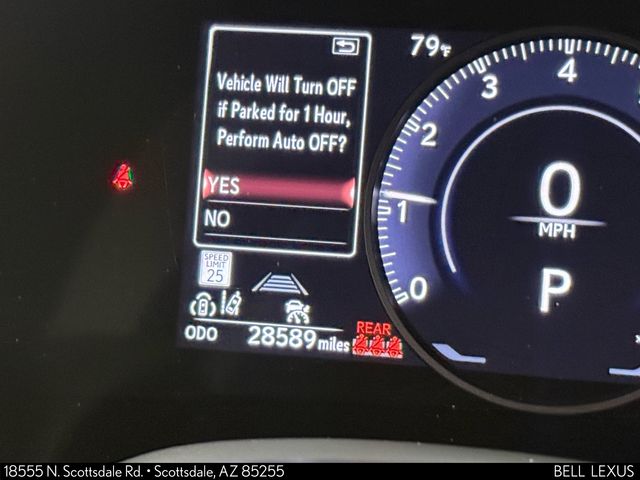 79°F
Vehicle Will Turn OFF
if Parked for 1 Hour,
Perform Auto OFF?
YES
NO
SPEED
LIMIT
25
ODO 28589 miles
REAR
0 1 2 3 4 5
0
MPH
P
18555 N. Scottsdale Rd. • Scottsdale, AZ 85255
BELL LEXUS